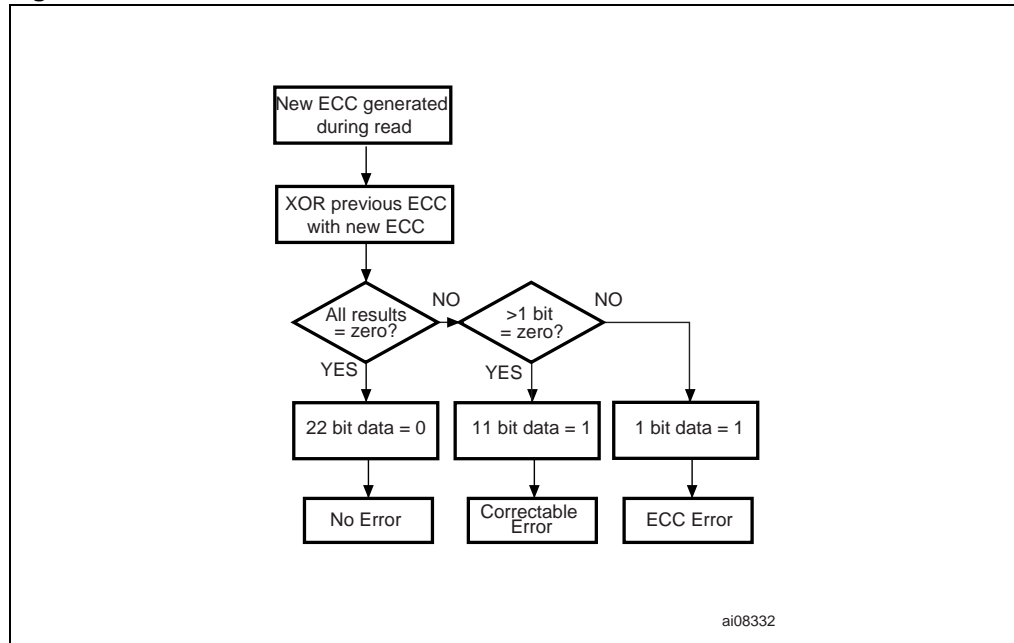 New ECC generated
during read
XOR previous ECC
with new ECC
All results
= zero?
NO
>1 bit
= zero?
NO
YES
YES
22 bit data = 0
11 bit data = 1
1 bit data = 1
No Error
Correctable
Error
ECC Error
ai08332